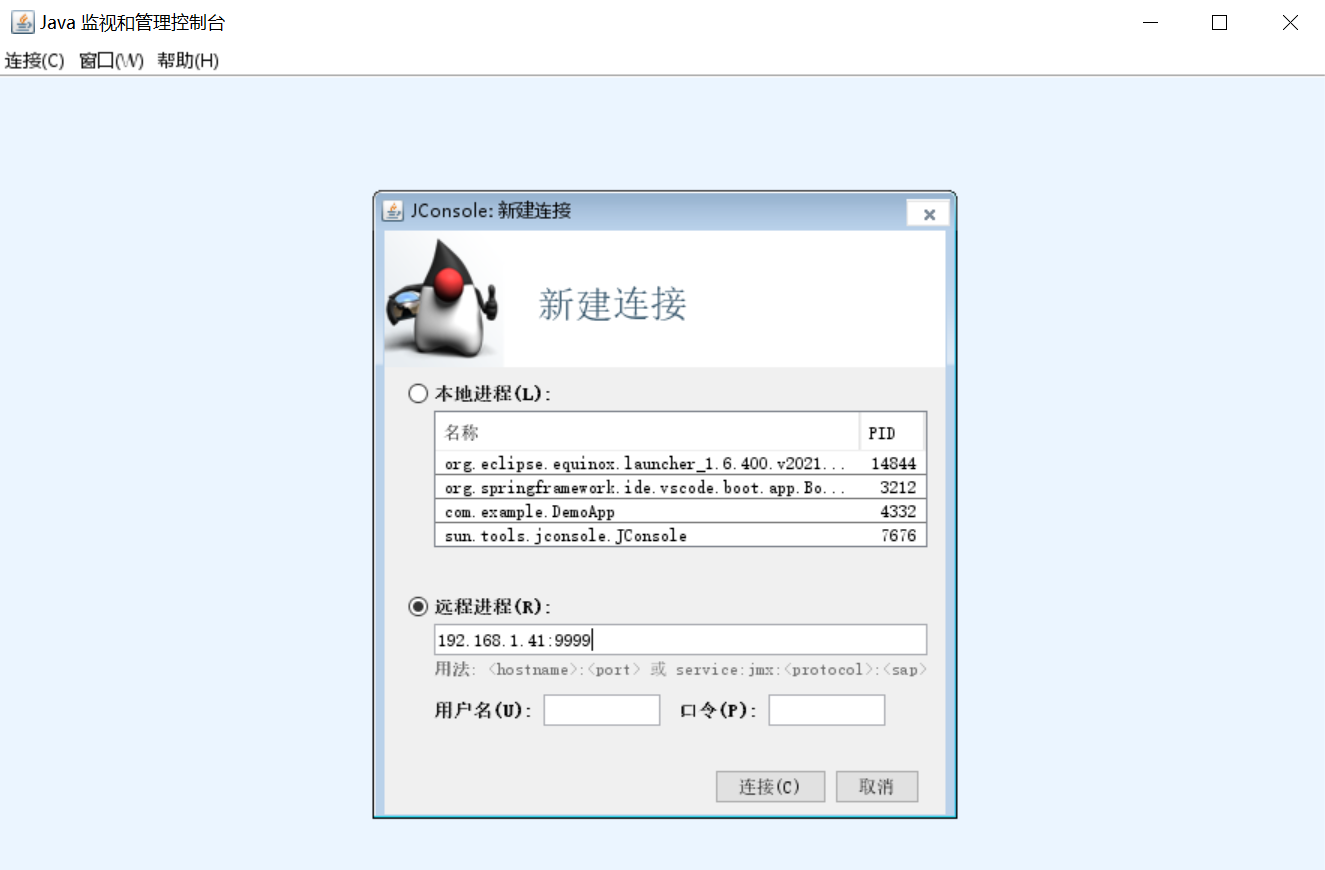 Java 监视和管理控制台
连接(C) 窗口(W) 帮助(H)
JConsole: 新建连接
新建连接
本地进程(L):
名称 PID
org.eclipse.equinox.launcher_1.6.400.v2021... 14844
org.springframework.ide.vscode.boot.app.Bo... 3212
com.example.DemoApp 4332
sun.tools.jconsole.JConsole 7676
远程进程(R):
192.168.1.41:9999
用法: <hostname>:<port> 或 service:jmx:<protocol>:<sap>
用户名(U): 口令(P):
连接(C) 取消